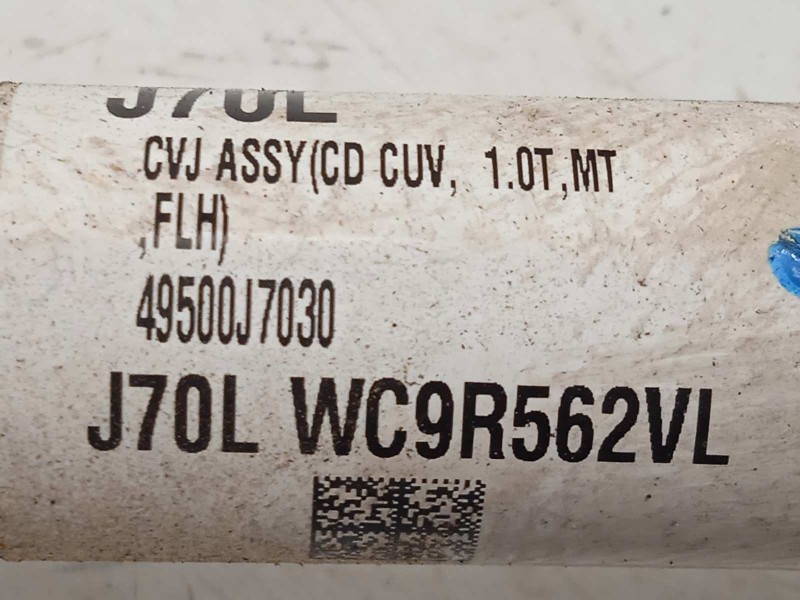 J70L
CVJ ASSY(CD CUV, 1.0T,MT
,FLH)
49500J7030
J70L WC9R562VL